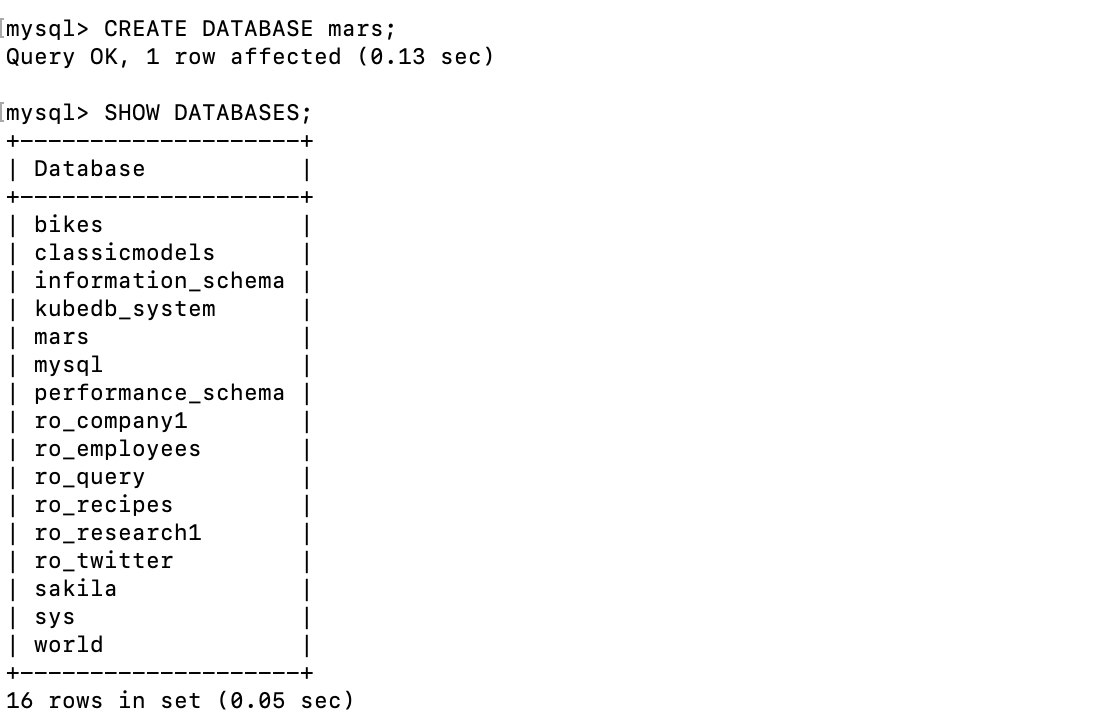 mysql> CREATE DATABASE mars;
Query OK, 1 row affected (0.13 sec)
mysql> SHOW DATABASES;
+--------------------+
| Database           |
+--------------------+
| bikes              |
| classicmodels      |
| information_schema |
| kubedb_system      |
| mars               |
| mysql              |
| performance_schema |
| ro_company1        |
| ro_employees       |
| ro_query           |
| ro_recipes         |
| ro_research1       |
| ro_twitter         |
| sakila             |
| sys                |
| world              |
+--------------------+
16 rows in set (0.05 sec)